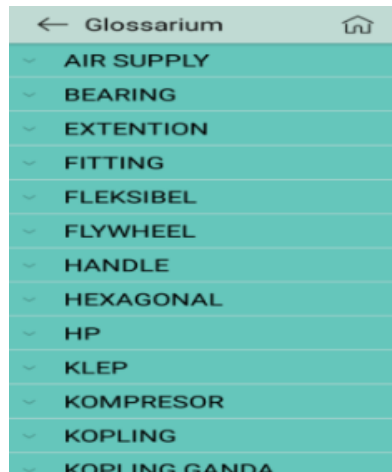 Glossarium
AIR SUPPLY
BEARING
EXTENTION
FITTING
FLEKSIBEL
FLYWHEEL
HANDLE
HEXAGONAL
HP
KLEP
KOMPRESOR
KOPLING
KOPLING GANDA